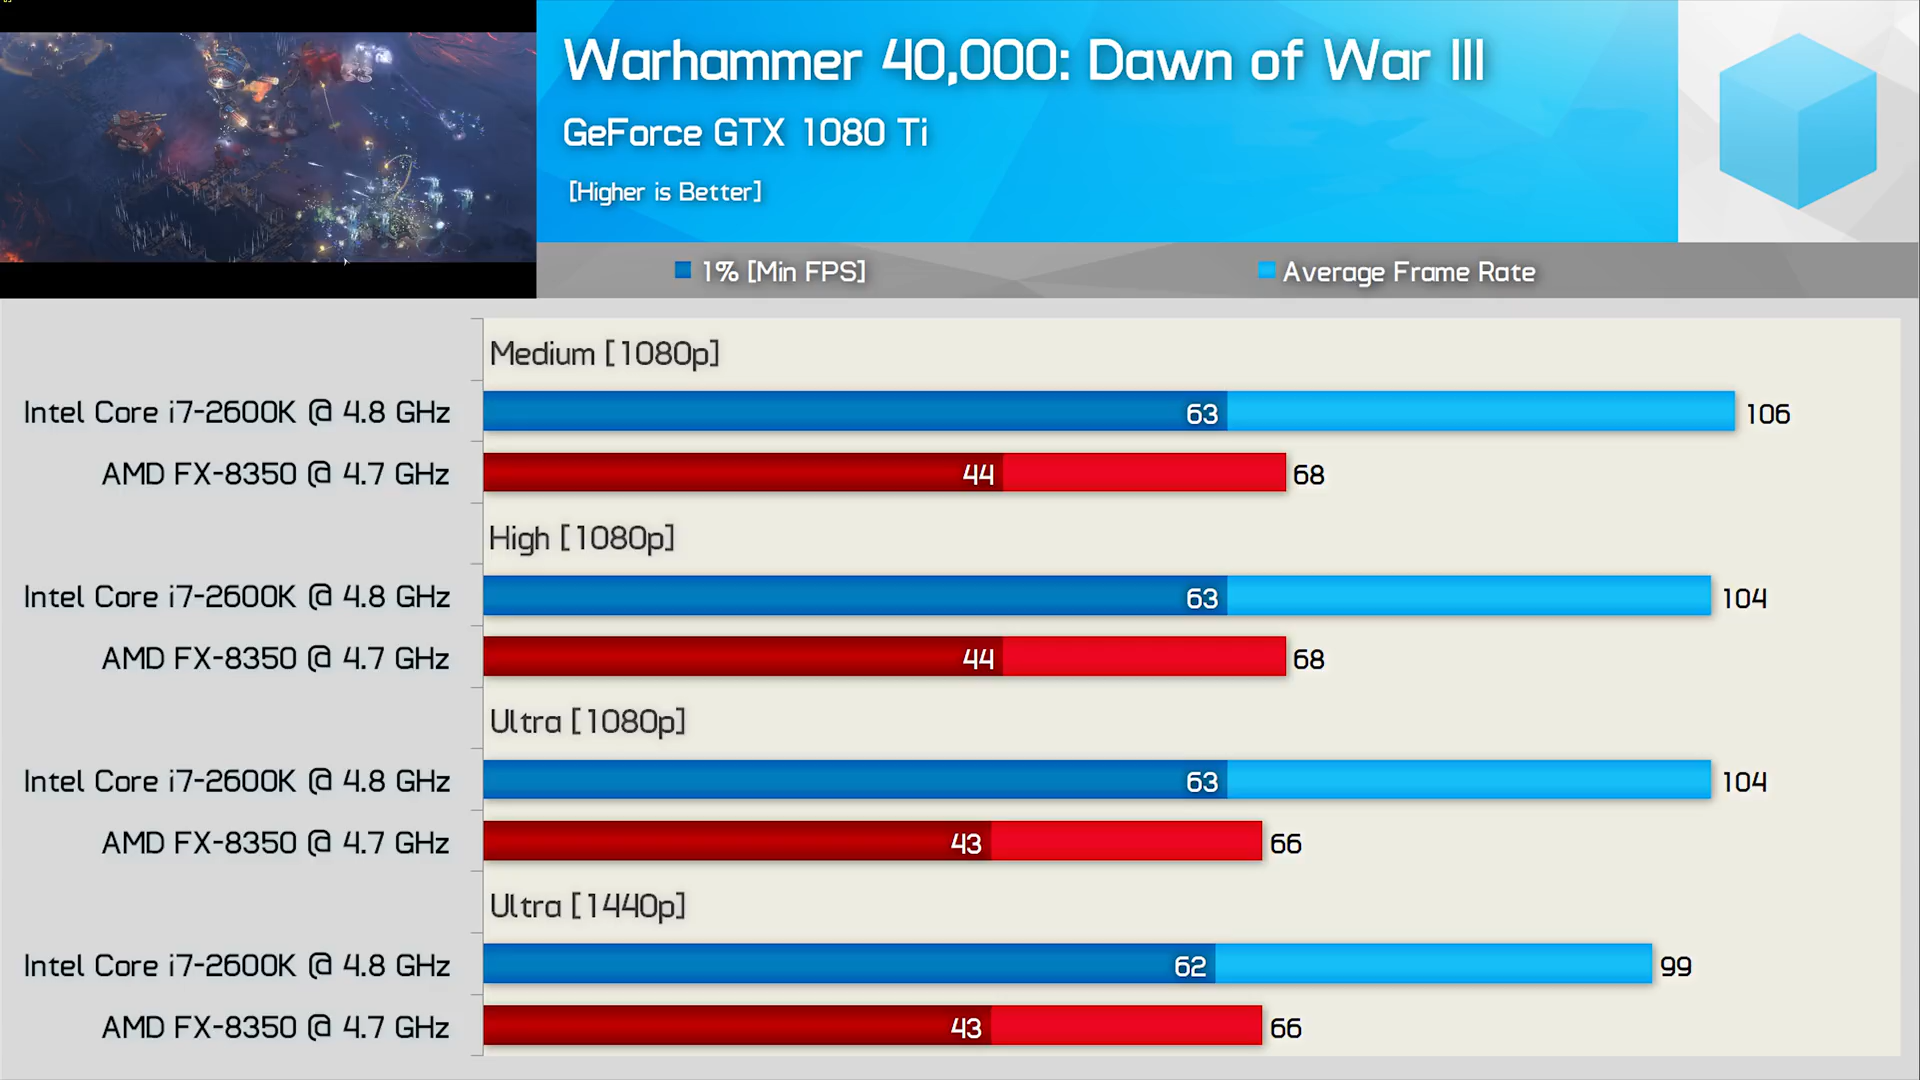 Warhammer 40,000: Dawn of War III
GeForce GTX 1080 Ti
[Higher is Better]
1% [Min FPS] Average Frame Rate
Medium [1080p]
Intel Core i7-2600K @ 4.8 GHz 63 106
AMD FX-8350 @ 4.7 GHz 44 68
High [1080p]
Intel Core i7-2600K @ 4.8 GHz 63 104
AMD FX-8350 @ 4.7 GHz 44 68
Ultra [1080p]
Intel Core i7-2600K @ 4.8 GHz 63 104
AMD FX-8350 @ 4.7 GHz 43 66
Ultra [1440p]
Intel Core i7-2600K @ 4.8 GHz 62 99
AMD FX-8350 @ 4.7 GHz 43 66